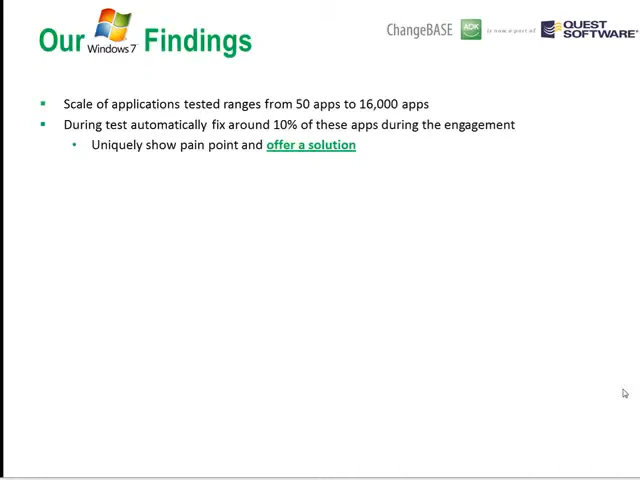 Our Windows 7 Findings
ChangeBASE AOK is now a part of QUEST SOFTWARE
Scale of applications tested ranges from 50 apps to 16,000 apps
During test automatically fix around 10% of these apps during the engagement
Uniquely show pain point and offer a solution